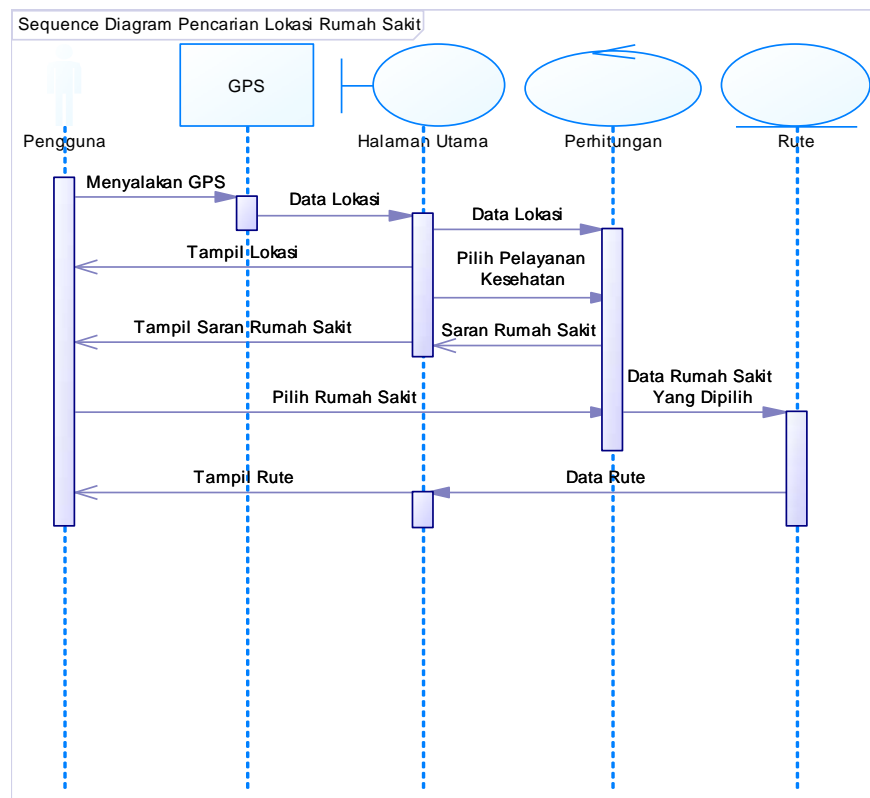 Sequence Diagram Pencarian Lokasi Rumah Sakit
GPS
Pengguna
Halaman Utama
Perhitungan
Rute
Menyalakan GPS
Data Lokasi
Data Lokasi
Tampil Lokasi
Pilih Pelayanan
Kesehatan
Tampil Saran Rumah Sakit
Saran Rumah Sakit
Data Rumah Sakit
Yang Dipilih
Pilih Rumah Sakit
Tampil Rute
Data Rute